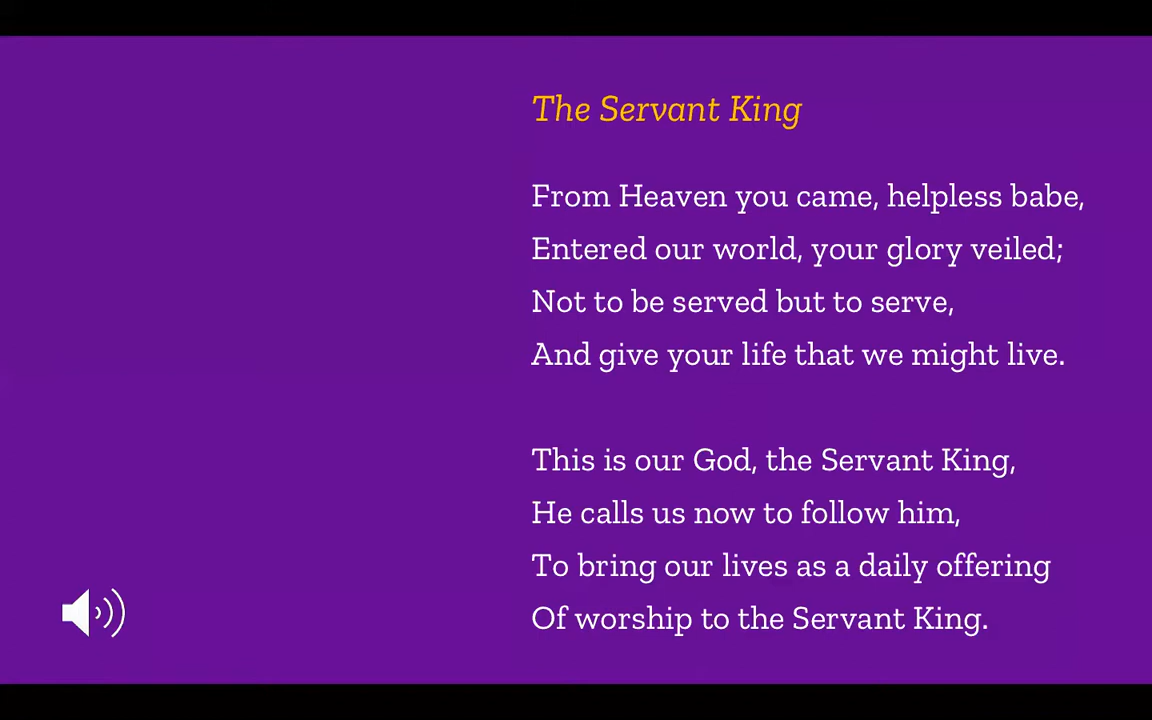 The Servant King
From Heaven you came, helpless babe,
Entered our world, your glory veiled;
Not to be served but to serve,
And give your life that we might live.
This is our God, the Servant King,
He calls us now to follow him,
To bring our lives as a daily offering
Of worship to the Servant King.